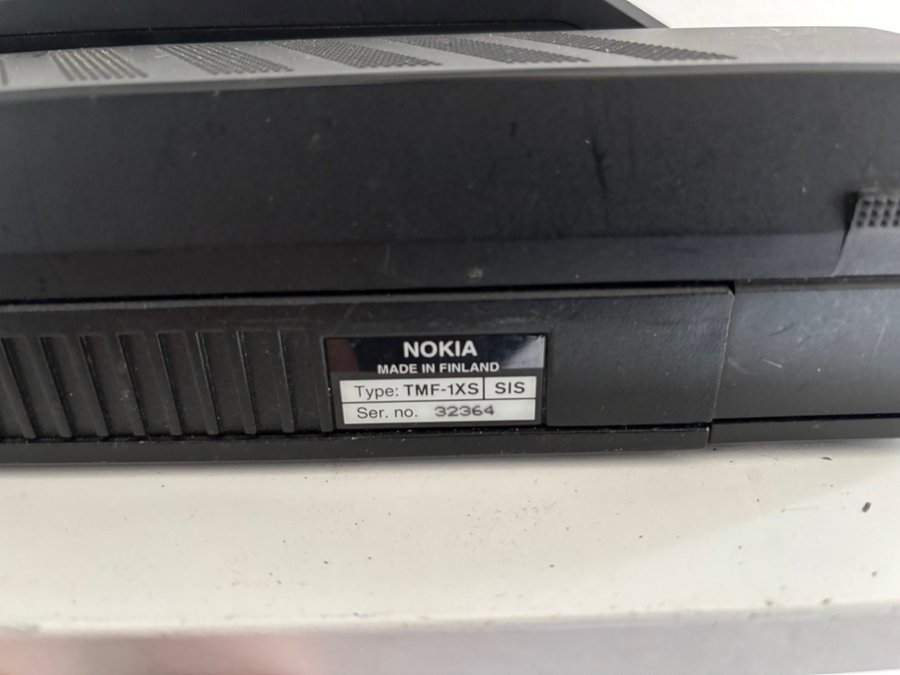 NOKIA
MADE IN FINLAND
Type: TMF-1XS SIS
Ser. no. 32364